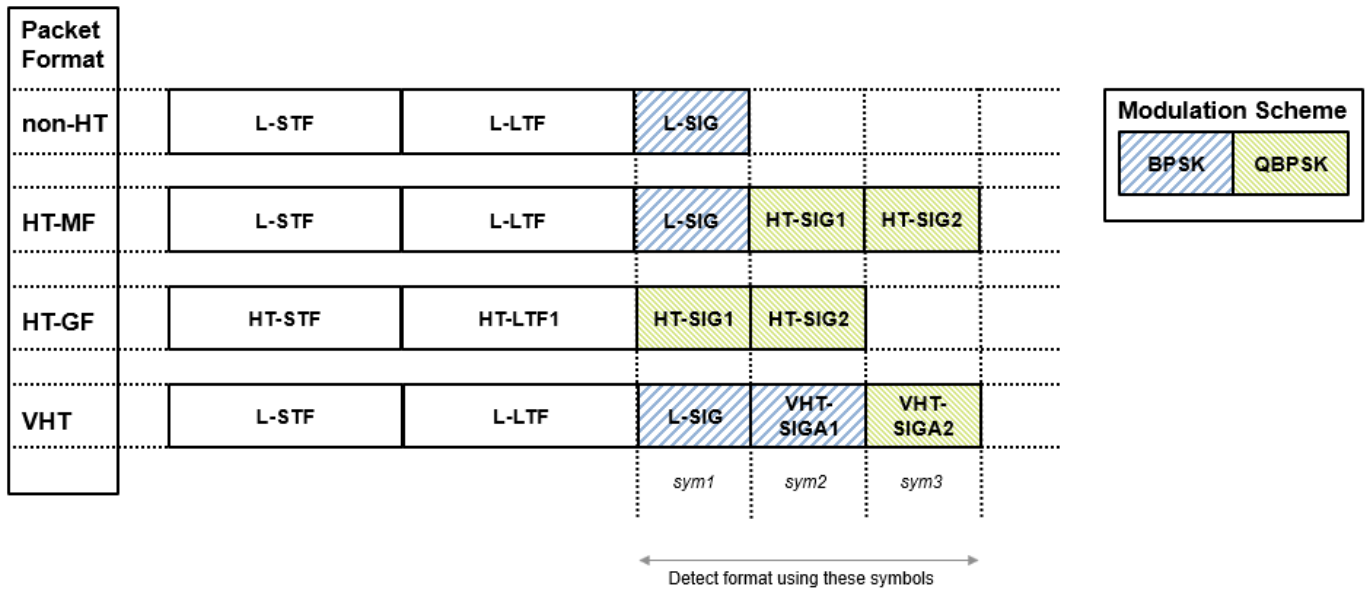 Packet
Format
non-HT
L-STF
L-LTF
L-SIG
Modulation Scheme
BPSK
QBPSK
HT-MF
L-STF
L-LTF
L-SIG
HT-SIG1
HT-SIG2
HT-GF
HT-STF
HT-LTF1
HT-SIG1
HT-SIG2
VHT
L-STF
L-LTF
L-SIG
VHT-
SIGA1
VHT-
SIGA2
sym1
sym2
sym3
Detect format using these symbols